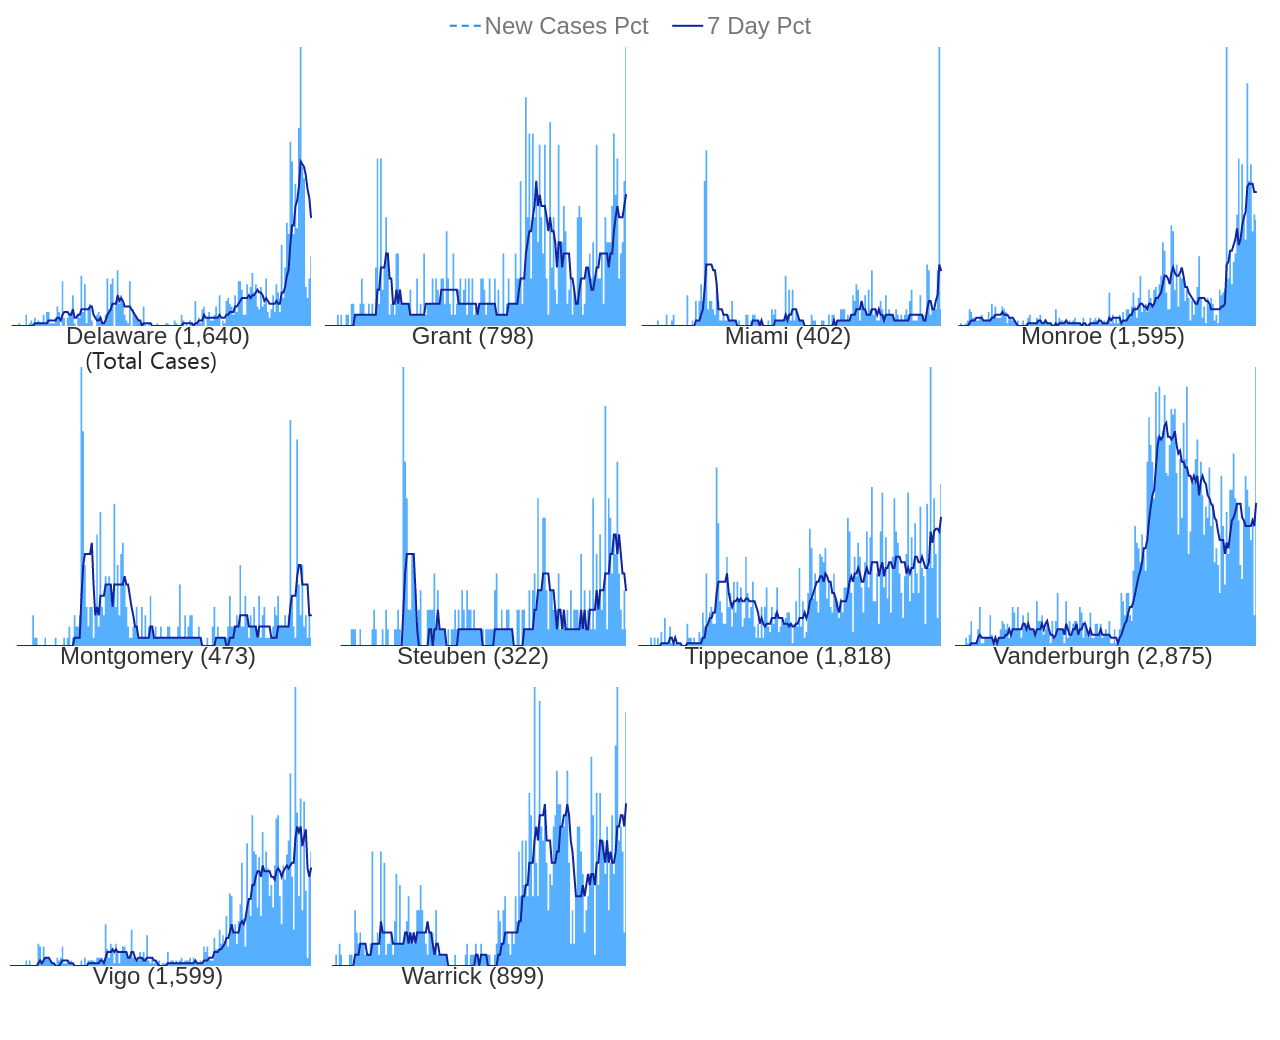 New Cases Pct 7 Day Pct
Delaware (1,640) Grant (798) Miami (402) Monroe (1,595)
(Total Cases)
Montgomery (473) Steuben (322) Tippecanoe (1,818) Vanderburgh (2,875)
Vigo (1,599) Warrick (899)